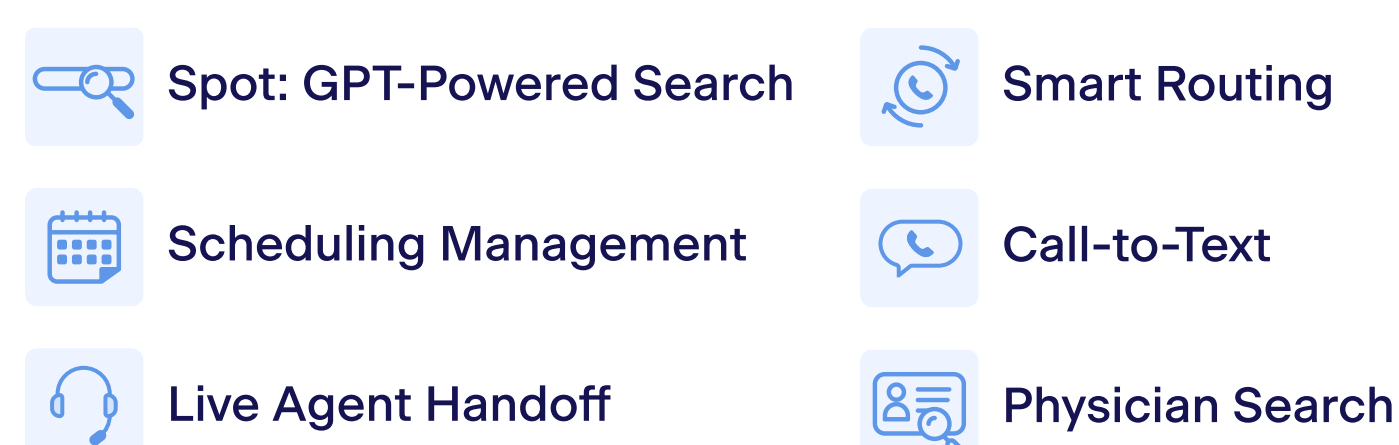 Spot: GPT-Powered Search
Smart Routing
Scheduling Management
Call-to-Text
Live Agent Handoff
Physician Search